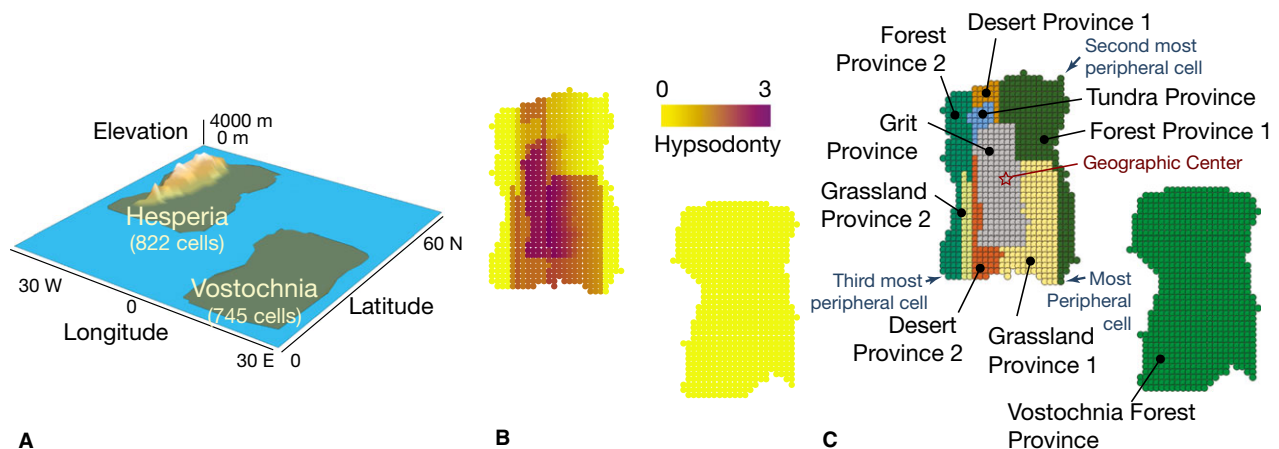 Elevation
4000 m
0 m
Hesperia
(822 cells)
Vostochnia
(745 cells)
30 W
0
Longitude
30 E
0
Latitude
60 N
A
0
3
Hypsodonty
B
Desert Province 1
Forest
Province 2
Second most
peripheral cell
Tundra Province
Grit
Province
Forest Province 1
Geographic Center
Grassland
Province 2
Third most
peripheral cell
Most
Peripheral
cell
Desert
Province 2
Grassland
Province 1
Vostochnia Forest
Province
C